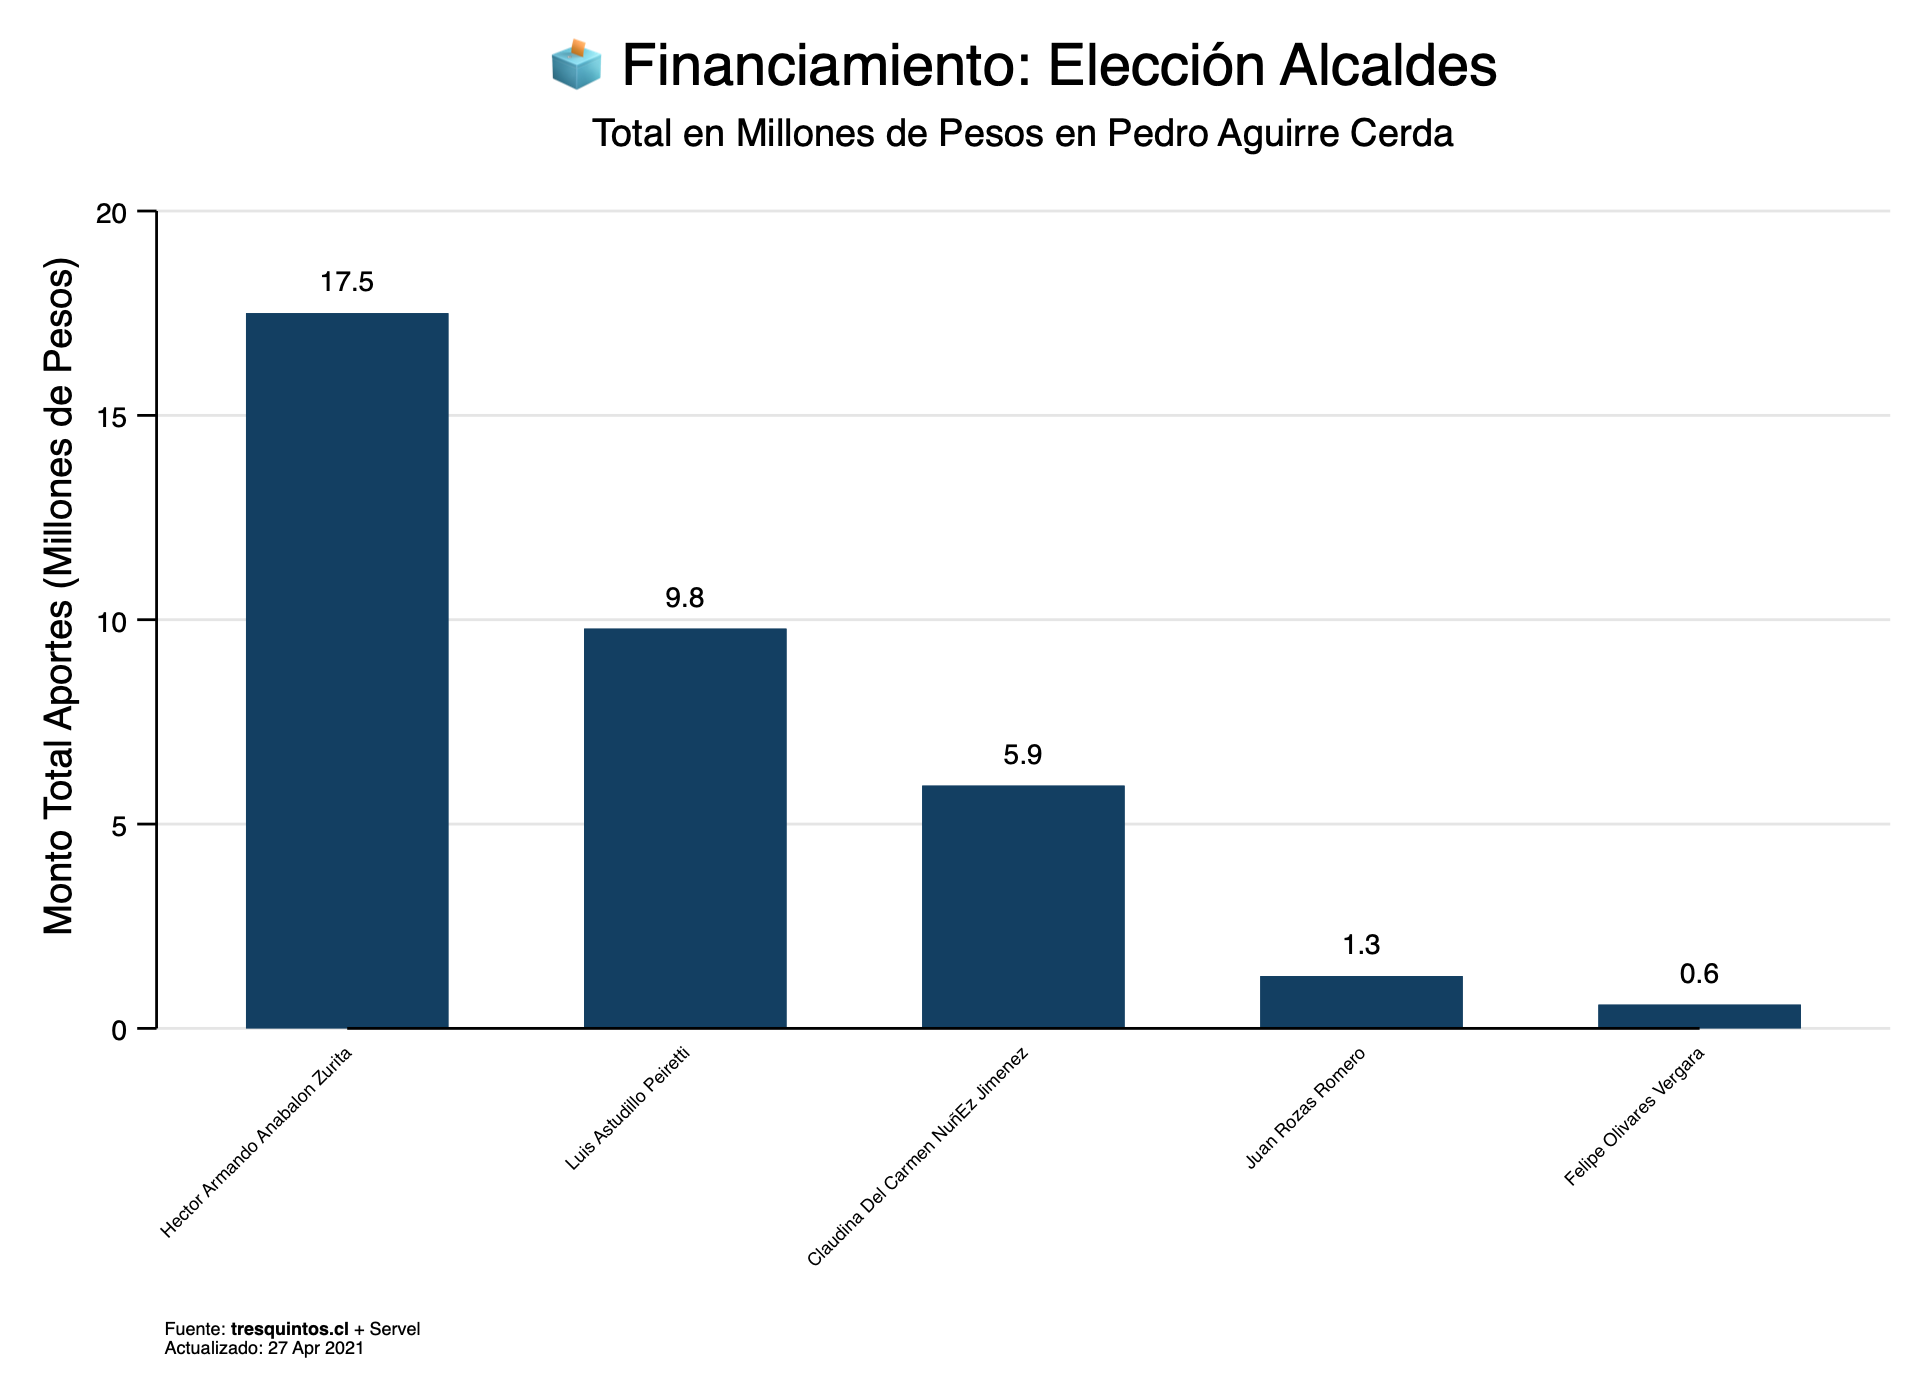 Financiamiento: Elección Alcaldes
Total en Millones de Pesos en Pedro Aguirre Cerda
Monto Total Aportes (Millones de Pesos)
20
15
10
5
0
17.5
9.8
5.9
1.3
0.6
Hector Armando Anabalon Zurita
Luis Astudillo Peiretti
Claudina Del Carmen NuñEz Jimenez
Juan Rozas Romero
Felipe Olivares Vergara
Fuente: tresquintos.cl + Servel
Actualizado: 27 Apr 2021